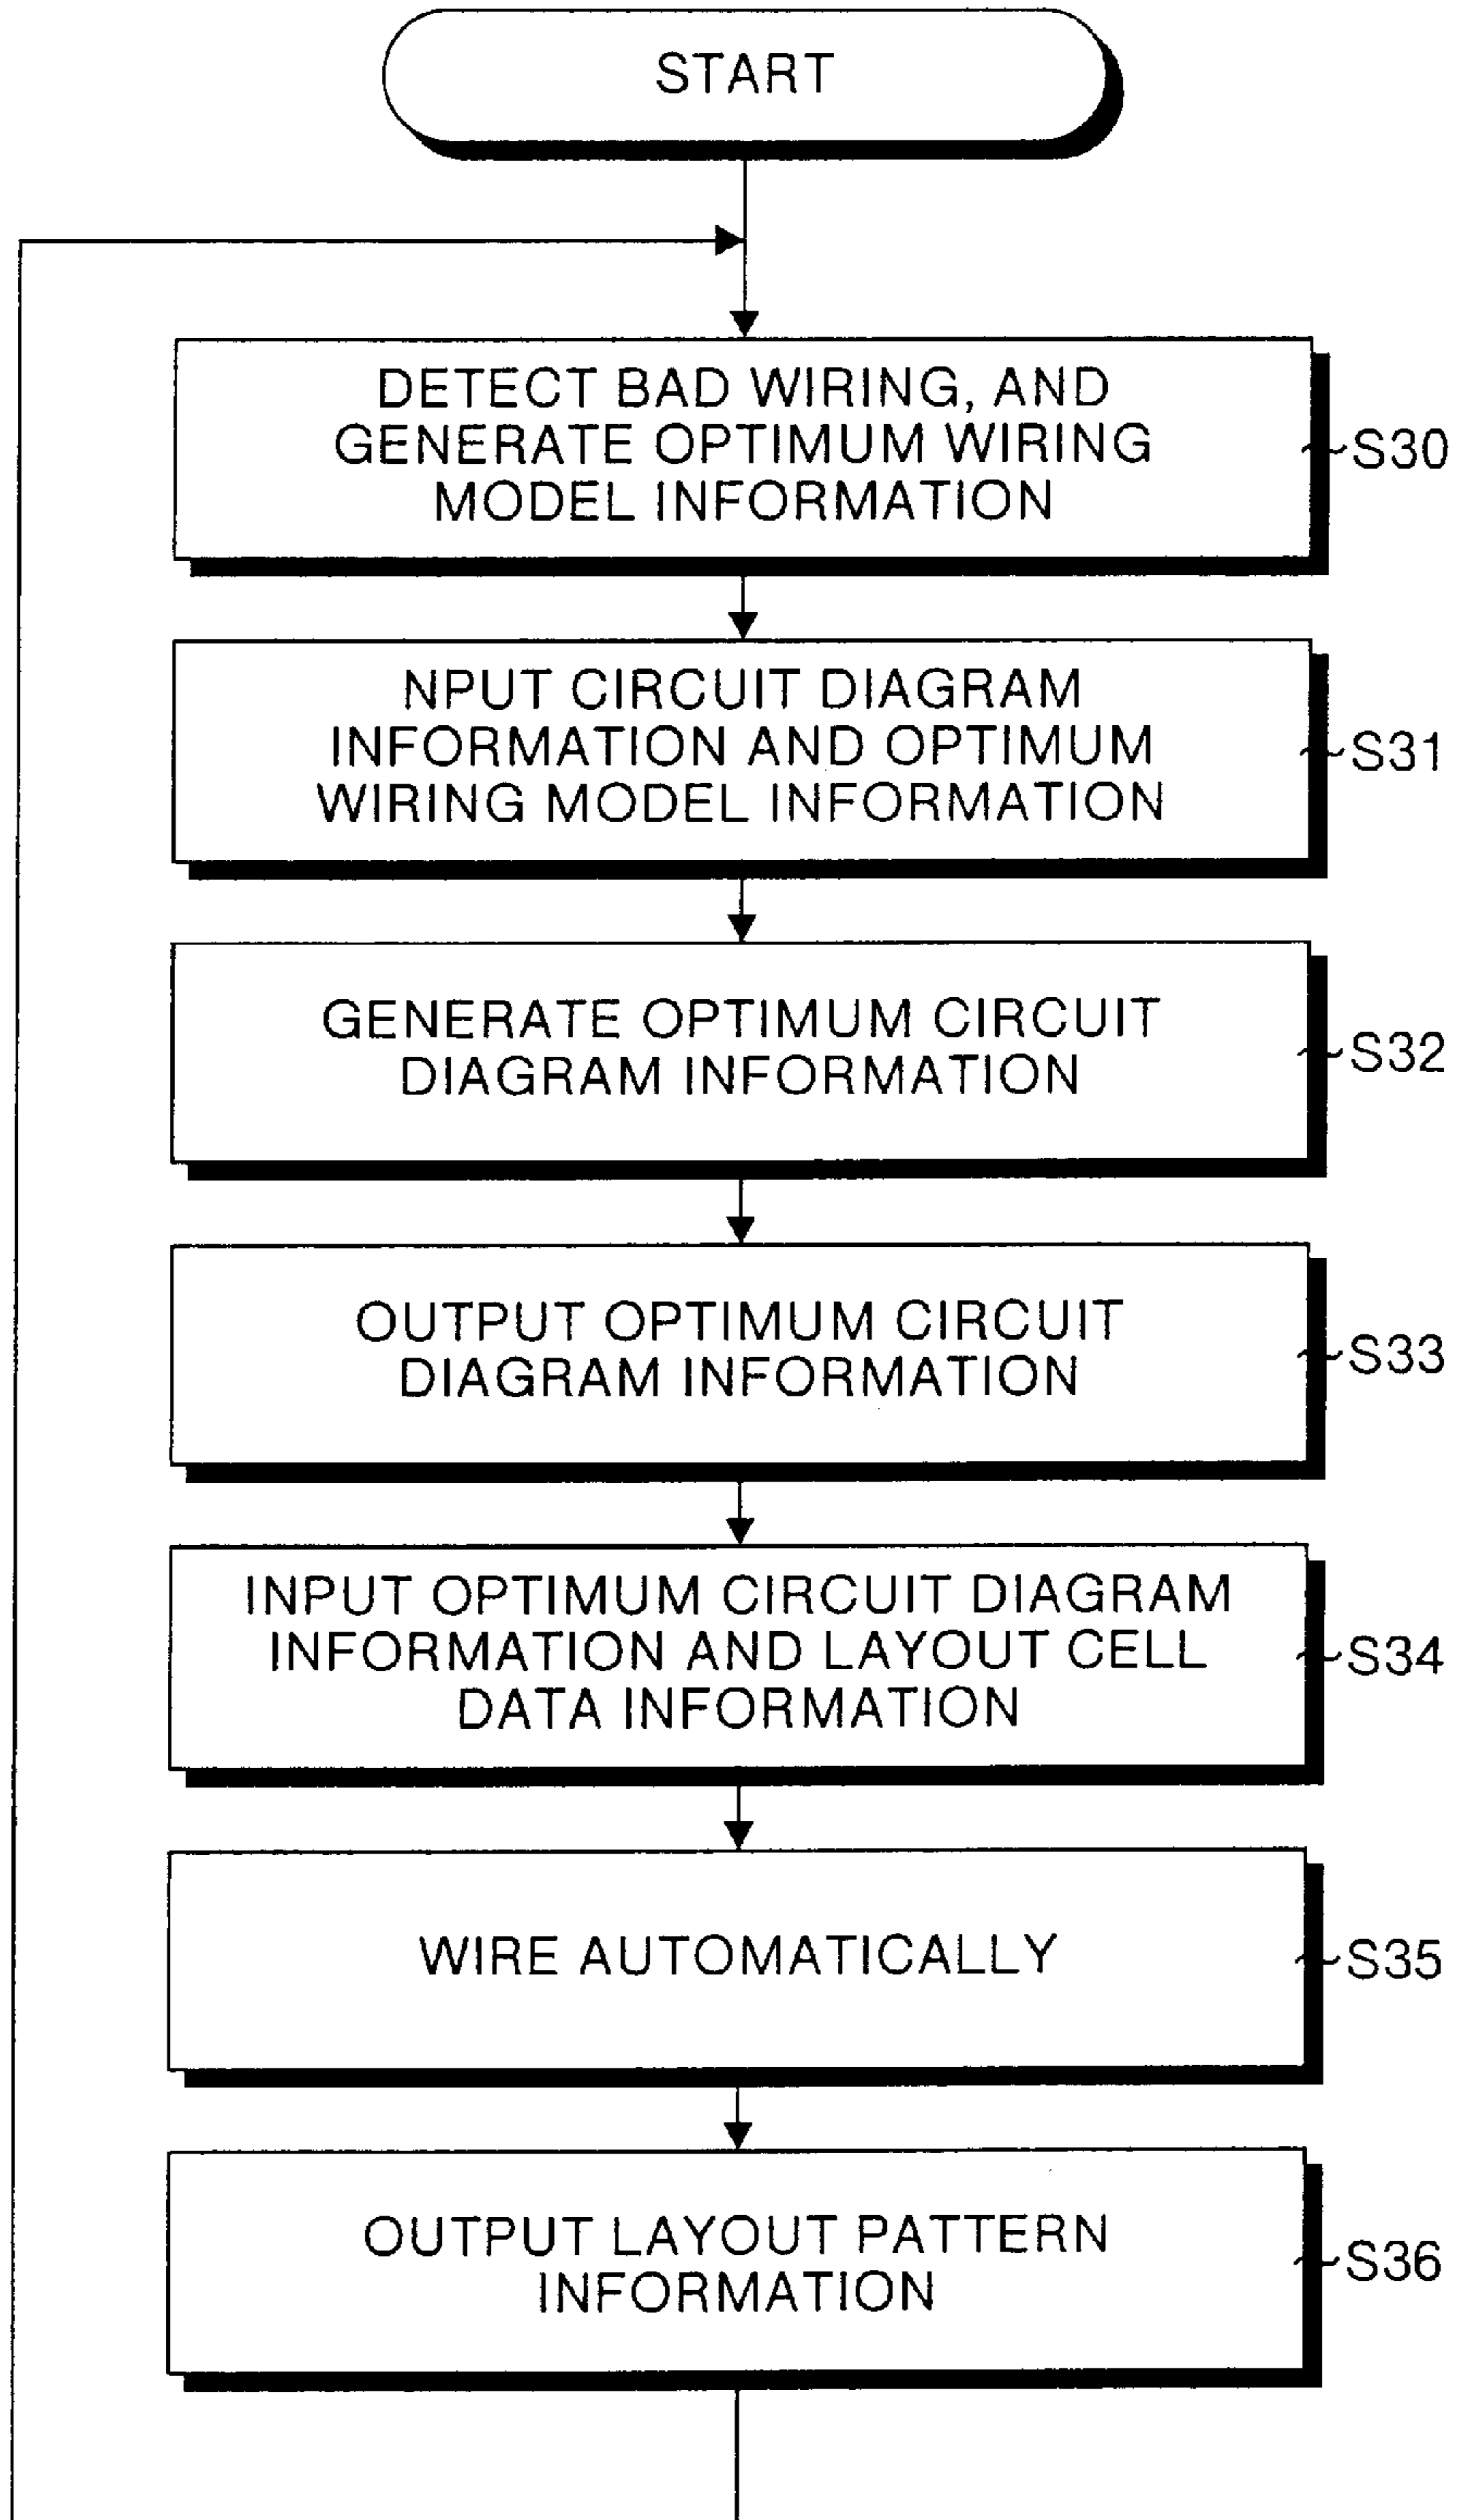 START
DETECT BAD WIRING, AND
GENERATE OPTIMUM WIRING
MODEL INFORMATION
S30
NPUT CIRCUIT DIAGRAM
INFORMATION AND OPTIMUM
WIRING MODEL INFORMATION
S31
GENERATE OPTIMUM CIRCUIT
DIAGRAM INFORMATION
S32
OUTPUT OPTIMUM CIRCUIT
DIAGRAM INFORMATION
S33
INPUT OPTIMUM CIRCUIT DIAGRAM
INFORMATION AND LAYOUT CELL
DATA INFORMATION
S34
WIRE AUTOMATICALLY
S35
OUTPUT LAYOUT PATTERN
INFORMATION
S36